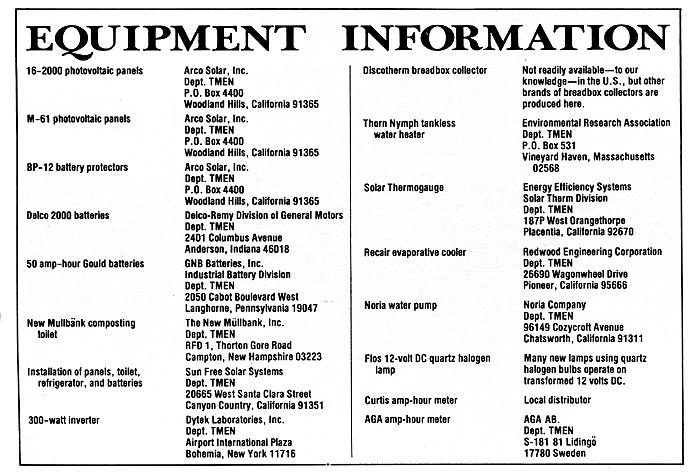 EQUIPMENT INFORMATION
16-2000 photovoltaic panels
Arco Solar, Inc.
Dept. TMEN
P.O. Box 4400
Woodland Hills, California 91365
M-61 photovoltaic panels
Arco Solar, Inc.
Dept. TMEN
P.O. Box 4400
Woodland Hills, California 91365
BP-12 battery protectors
Arco Solar, Inc.
Dept. TMEN
P.O. Box 4400
Woodland Hills, California 91365
Delco 2000 batteries
Delco-Remy Division of General Motors
Dept. TMEN
2401 Columbus Avenue
Anderson, Indiana 46018
50 amp-hour Gould batteries
GNB Batteries, Inc.
Industrial Battery Division
Dept. TMEN
2050 Cabot Boulevard West
Langhorne, Pennsylvania 19047
New Mullbänk composting
toilet
The New Müllbank, Inc.
Dept. TMEN
RFD 1, Thorton Gore Road
Campton, New Hampshire 03223
Installation of panels, toilet,
refrigerator, and batteries
Sun Free Solar Systems
Dept. TMEN
20665 West Santa Clara Street
Canyon Country, California 91351
300-watt inverter
Dytek Laboratories, Inc.
Dept. TMEN
Airport International Plaza
Bohemia, New York 11716
Discotherm breadbox collector
Not readily available—to our
knowledge—in the U.S., but other
brands of breadbox collectors are
produced here.
Thorn Nymph tankless
water heater
Environmental Research Association
Dept. TMEN
P.O. Box 531
Vineyard Haven, Massachusetts
02568
Solar Thermogauge
Energy Efficiency Systems
Solar Therm Division
Dept. TMEN
187P West Orangethorpe
Placentia, California 92670
Recair evaporative cooler
Redwood Engineering Corporation
Dept. TMEN
26690 Wagonwheel Drive
Pioneer, California 95666
Noria water pump
Noria Company
Dept. TMEN
96149 Cozycroft Avenue
Chatsworth, California 91311
Flos 12-volt DC quartz halogen
lamp
Many new lamps using quartz
halogen bulbs operate on
transformed 12 volts DC.
Curtis amp-hour meter
Local distributor
AGA amp-hour meter
AGA AB.
Dept. TMEN
S-181 81 Lidingö
17780 Sweden